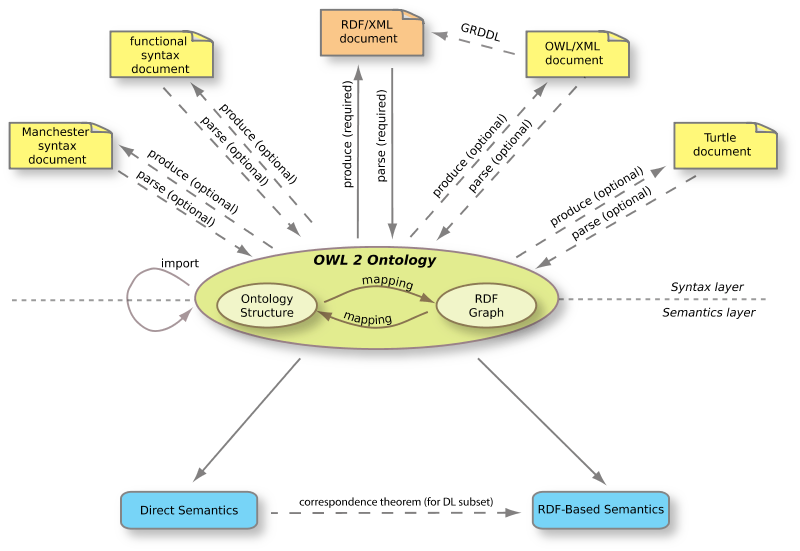 RDF/XML
document
GRDDL
functional
syntax
document
OWL/XML
document
Manchester
syntax
document
Turtle
document
produce (optional)
parse (optional)
produce (optional)
parse (optional)
produce (required)
parse (required)
produce (optional)
parse (optional)
produce (optional)
parse (optional)
OWL 2 Ontology
import
mapping
Ontology
Structure
RDF
Graph
mapping
Syntax layer
Semantics layer
Direct Semantics
correspondence theorem (for DL subset)
RDF-Based Semantics